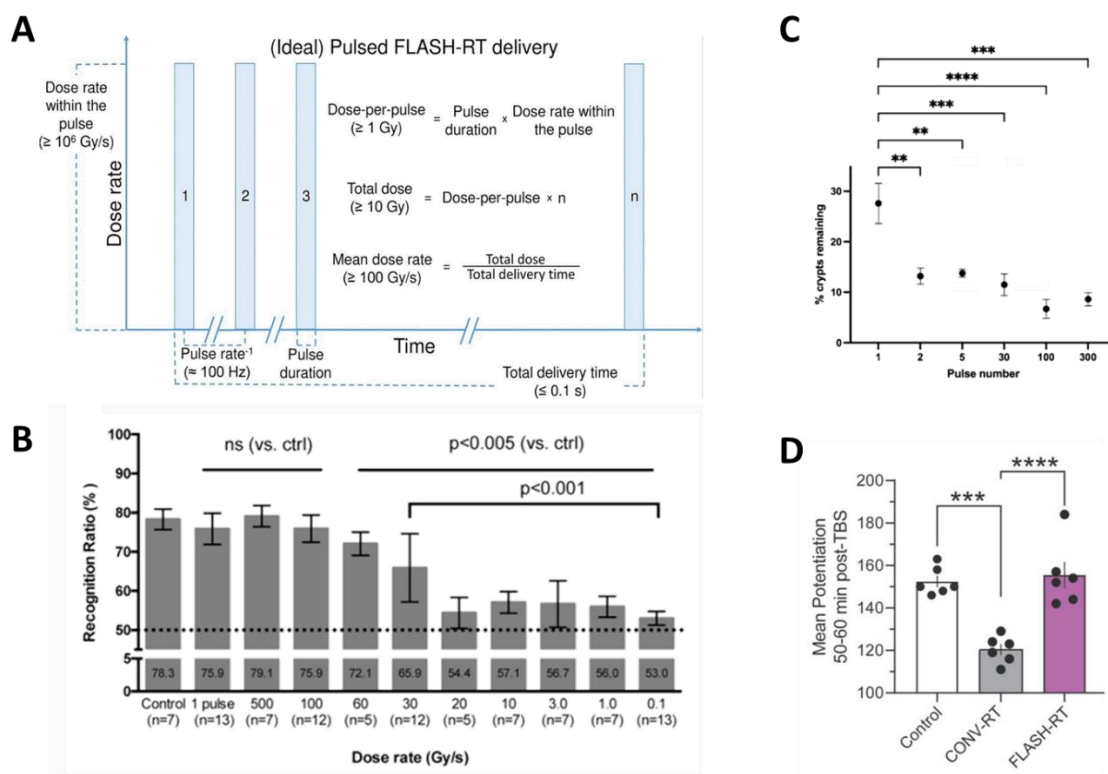 A
(Ideal) Pulsed FLASH-RT delivery
Dose rate
within the
pulse
(≥ 10⁶ Gy/s)
Dose rate
1
2
3
n
Dose-per-pulse
(≥ 1 Gy)
=
Pulse
duration
x
Dose rate within
the pulse
Total dose
(≥ 10 Gy)
= Dose-per-pulse x n
Mean dose rate
(≥ 100 Gy/s)
=
Total dose
Total delivery time
Time
Pulse rate⁻¹
(≈ 100 Hz)
Pulse
duration
Total delivery time
(≤ 0.1 s)
B
Recognition Ratio (%)
100
90
80
70
60
50
5
0
ns (vs. ctrl)
p<0.005 (vs. ctrl)
p<0.001
78.3 75.9 79.1 75.9 72.1 65.9 54.4 57.1 56.7 56,0 53.0
Control 1 pulse 500 100 60 30 20 10 3.0 1.0 0.1
(n=7) (n=13) (n=7) (n=12) (n=5) (n=12) (n=5) (n=7) (n=7) (n=7) (n=13)
Dose rate (Gy/s)
C
***
****
***
**
**
% crypts remaining
30
20
10
0
1 2 5 30 100 300
Pulse number
D
Mean Potentiation
50-60 min post-TBS
200
180
160
140
120
100
***
****
Control
CONV-RT
FLASH-RT